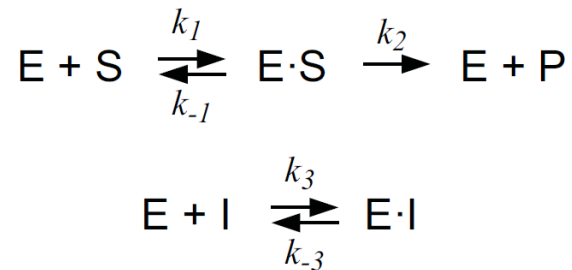 k1 k2
E + S ⇌ E·S → E + P
k-1
k3
E + I ⇌ E·I
k-3